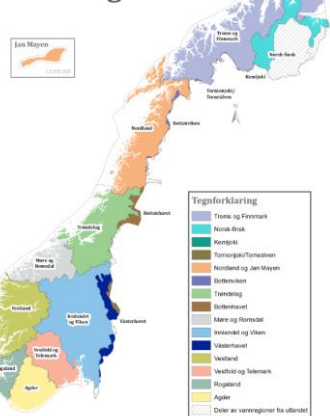 Jan Mayen
Troms og
Finnmark
Norsk-finsk
Kemijoki
Tornionjoki/
Torneälven
N
Bottenviken
Nordland
Bottenhavet
Trøndelag
Møre og
Romsdal
Innlandet
og Viken
Västerhavet
Vestland
Vestfold og
Telemark
Rogaland
Agder
Tegnforklaring
Troms og Finnmark
Norsk-finsk
Kemijoki
Tornionjoki/Torneälven
Nordland og Jan Mayen
Bottenviken
Trøndelag
Bottenhavet
Møre og Romsdal
Innlandet og Viken
Västerhavet
Vestland
Vestfold og Telemark
Rogaland
Agder
Deler av vannregioner fra utlandet